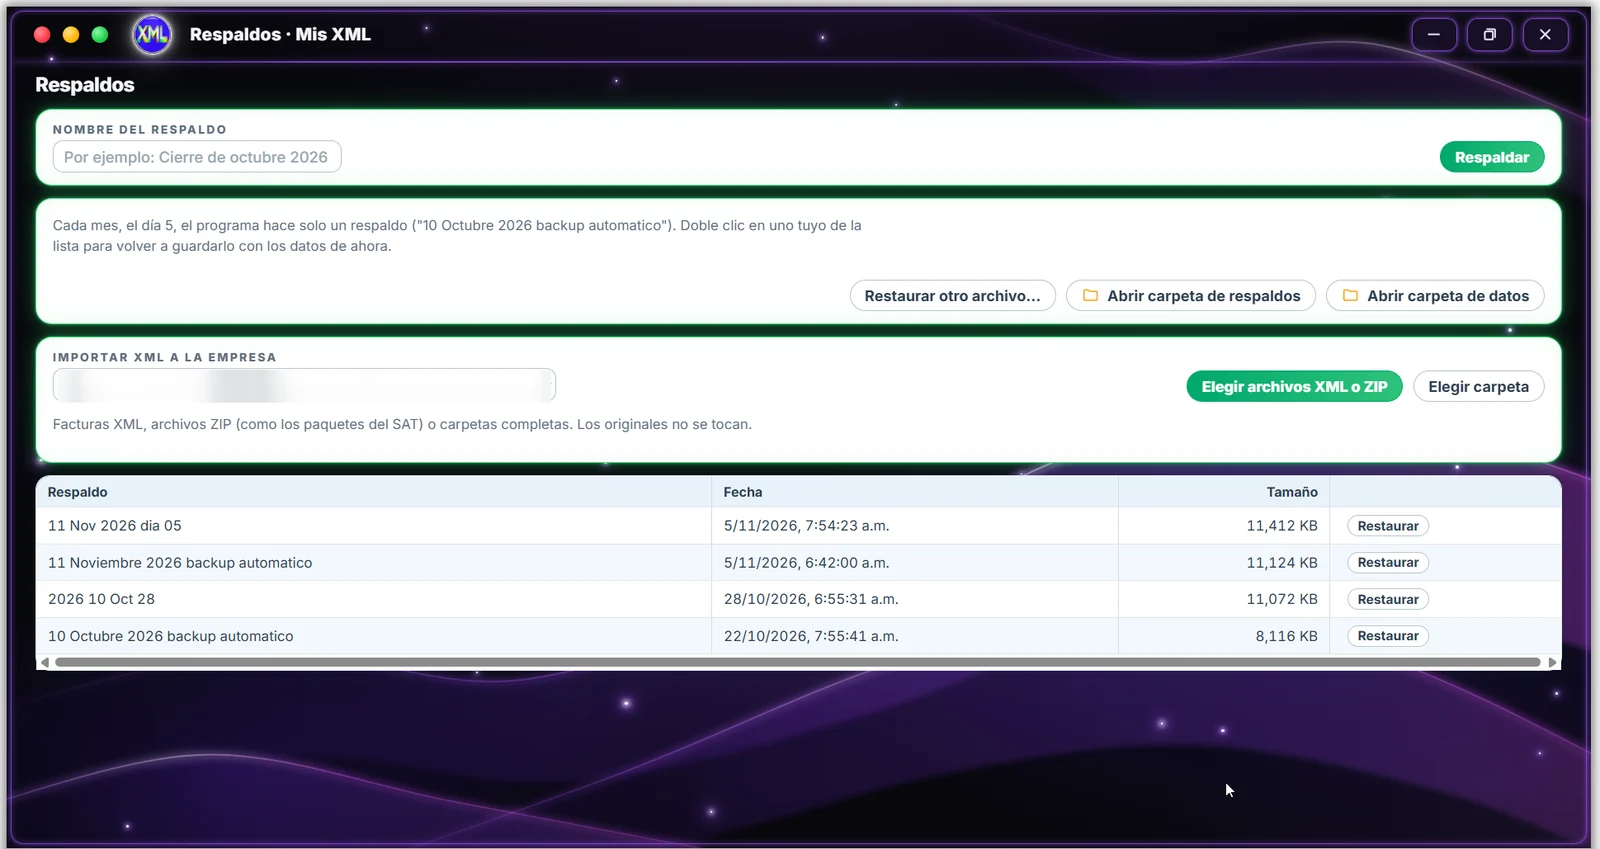 XML Respaldos · Mis XML
Respaldos
NOMBRE DEL RESPALDO
Por ejemplo: Cierre de octubre 2026
Respaldar
Cada mes, el día 5, el programa hace solo un respaldo ("10 Octubre 2026 backup automatico"). Doble clic en uno tuyo de la
lista para volver a guardarlo con los datos de ahora.
Restaurar otro archivo... Abrir carpeta de respaldos Abrir carpeta de datos
IMPORTAR XML A LA EMPRESA
Elegir archivos XML o ZIP Elegir carpeta
Facturas XML, archivos ZIP (como los paquetes del SAT) o carpetas completas. Los originales no se tocan.
Respaldo Fecha Tamaño
11 Nov 2026 dia 05 5/11/2026, 7:54:23 a.m. 11,412 KB Restaurar
11 Noviembre 2026 backup automatico 5/11/2026, 6:42:00 a.m. 11,124 KB Restaurar
2026 10 Oct 28 28/10/2026, 6:55:31 a.m. 11,072 KB Restaurar
10 Octubre 2026 backup automatico 22/10/2026, 7:55:41 a.m. 8,116 KB Restaurar